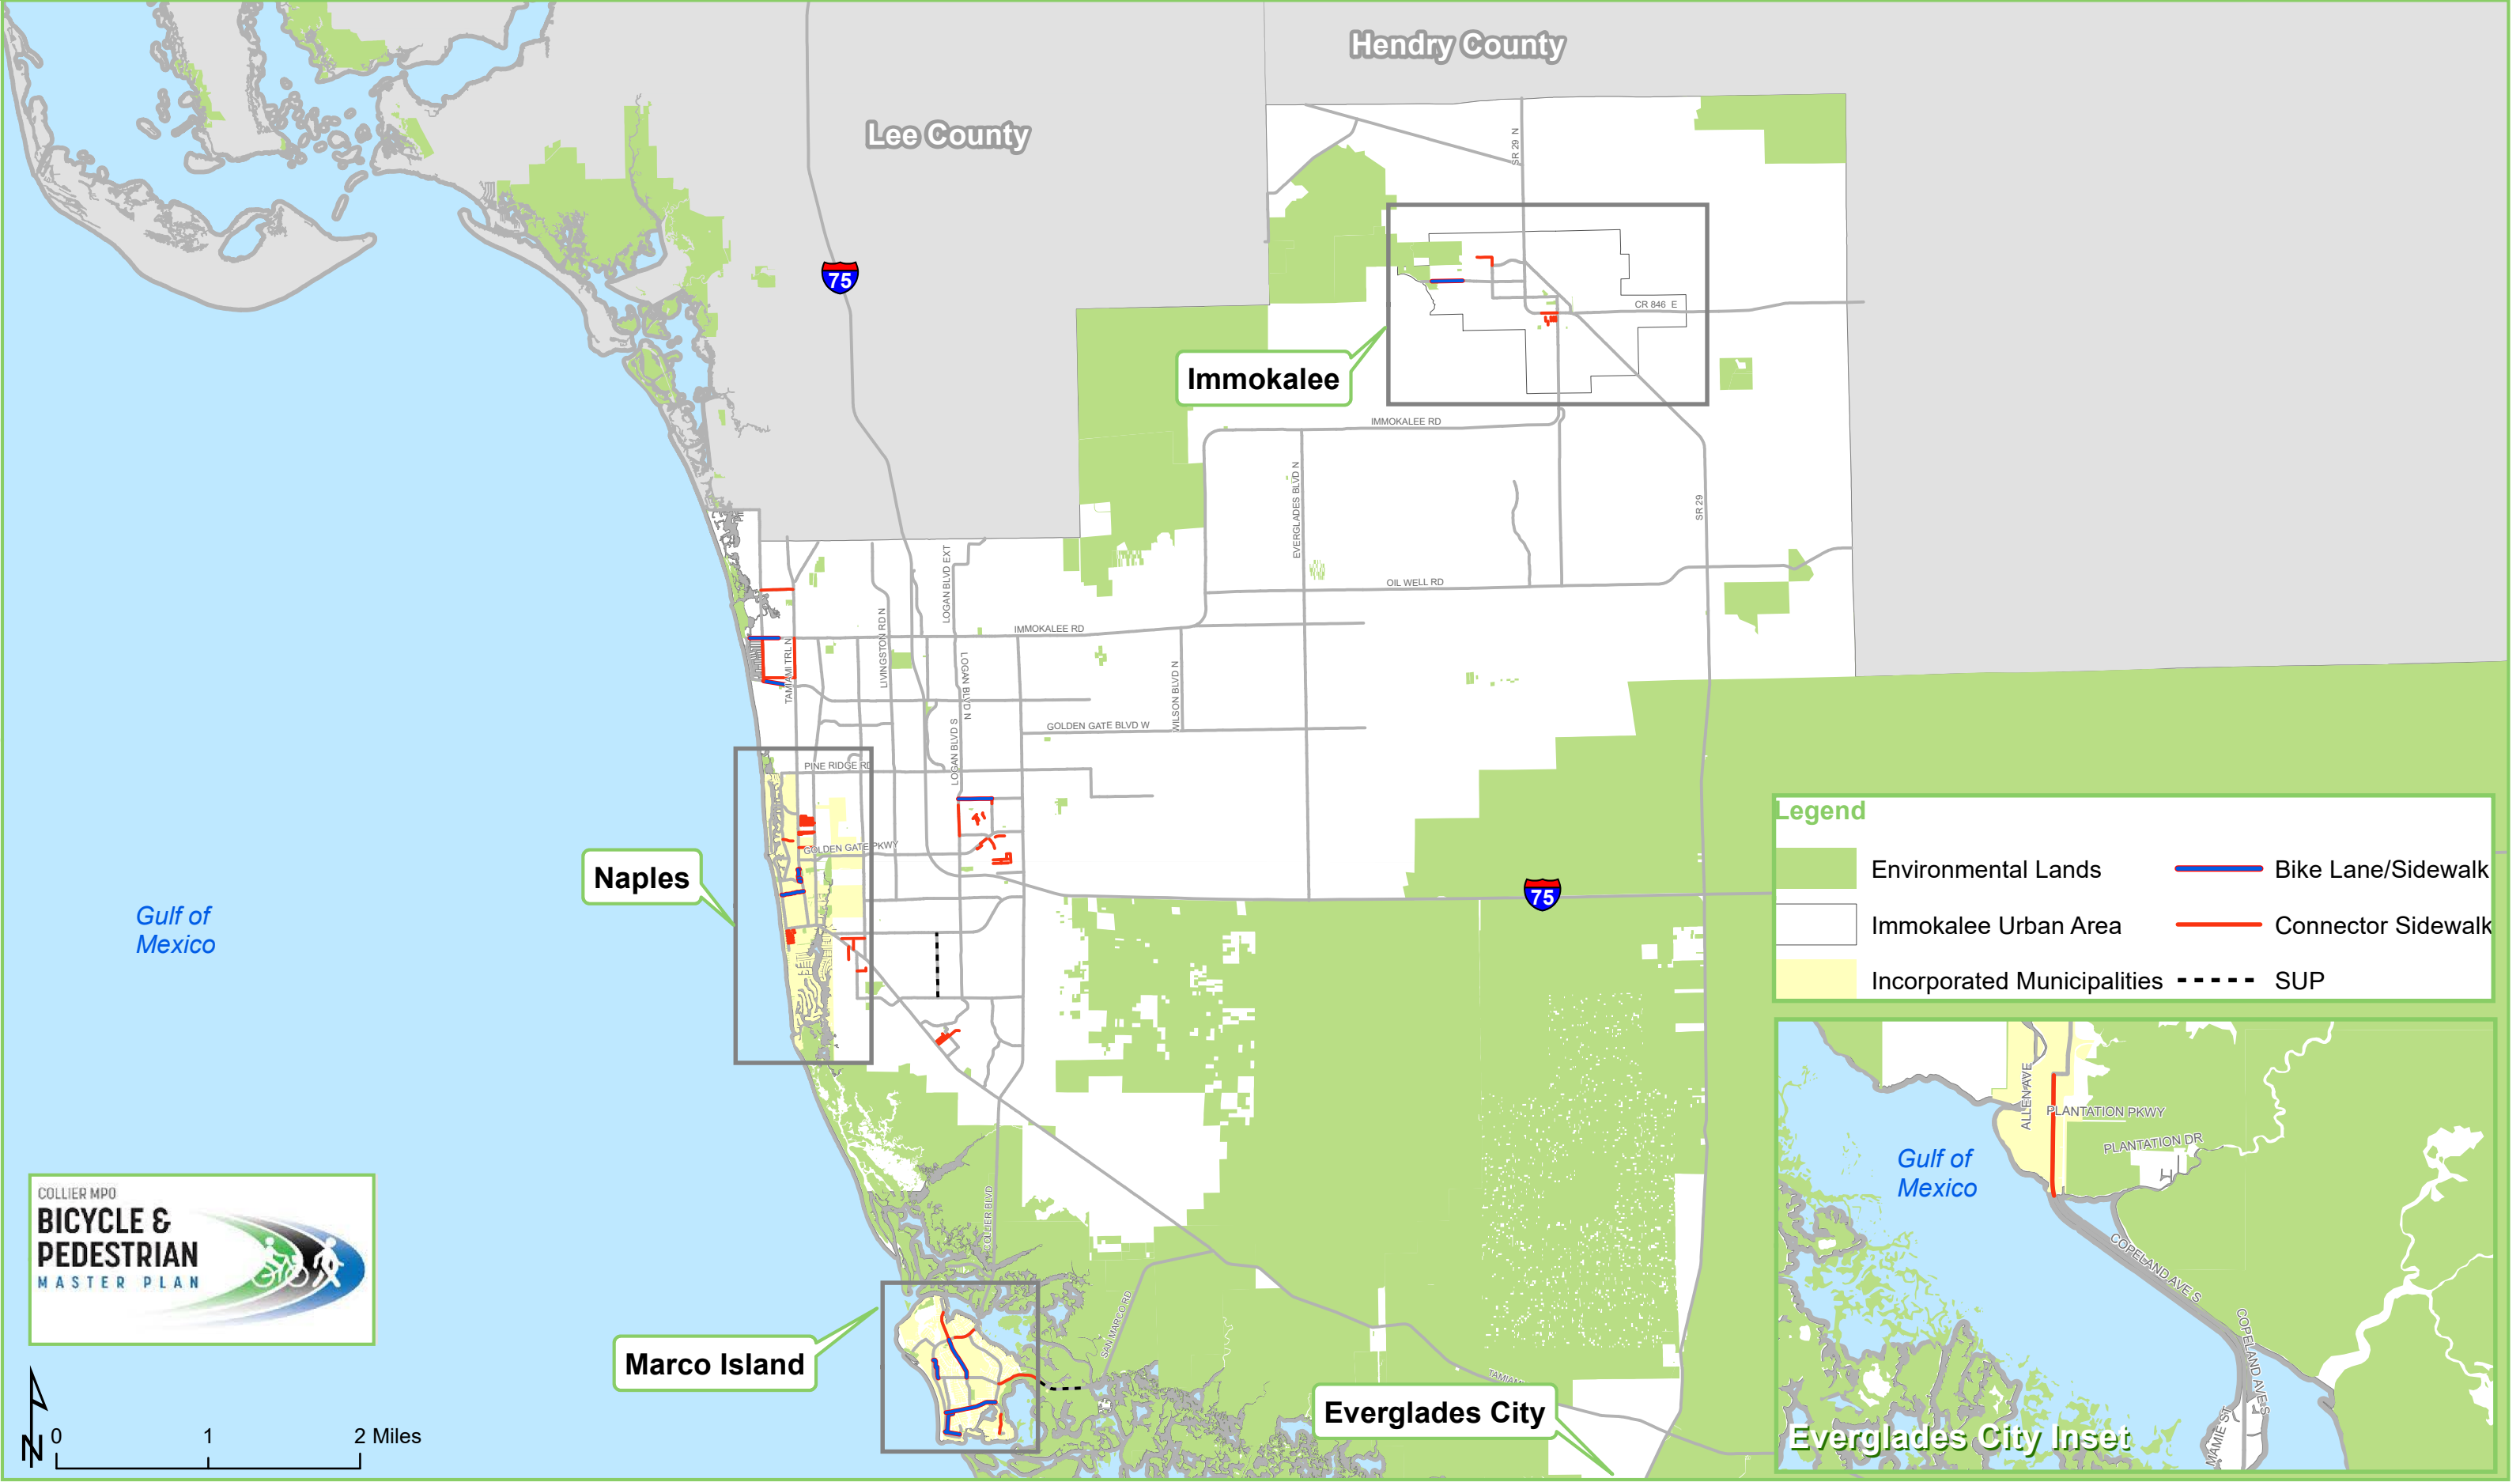 Hendry County
Lee County
SR 29 N
75
CR 846 E
Immokalee
IMMOKALEE RD
EVERGLADES BLVD N
SR 29
LOGAN BLVD EXT
OIL WELL RD
LIVINGSTON RD N
IMMOKALEE RD
TAMIAMI TRL N
LOGAN BLVD N
WILSON BLVD N
LOGAN BLVD S
GOLDEN GATE BLVD W
PINE RIDGE RD
GOLDEN GATE PKWY
Naples
75
Gulf of
Mexico
Legend
Environmental Lands
Bike Lane/Sidewalk
Immokalee Urban Area
Connector Sidewalk
Incorporated Municipalities
SUP
ALLEN AVE
PLANTATION PKWY
PLANTATION DR
Gulf of
Mexico
COPELAND AVE S
COPELAND AVE S
MAMIE ST
Everglades City Inset
COLLIER BLVD
SAN MARCO RD
COLLIER MPO
BICYCLE &
PEDESTRIAN
MASTER PLAN
Marco Island
Everglades City
N
0 1 2 Miles